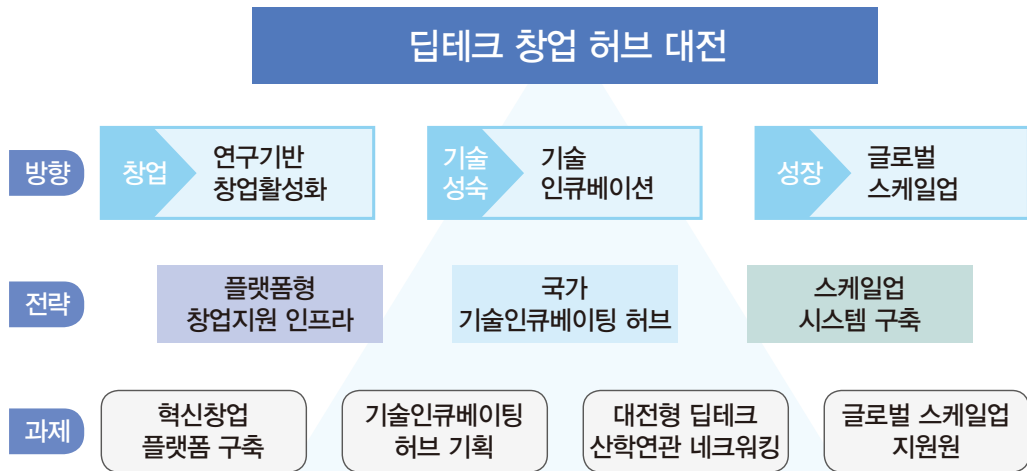 딥테크 창업 허브 대전
방향
창업
연구기반
창업활성화
기술
성숙
기술
인큐베이션
성장
글로벌
스케일업
전략
플랫폼형
창업지원 인프라
국가
기술인큐베이팅 허브
스케일업
시스템 구축
과제
혁신창업
플랫폼 구축
기술인큐베이팅
허브 기획
대전형 딥테크
산학연관 네트워킹
글로벌 스케일업
지원원